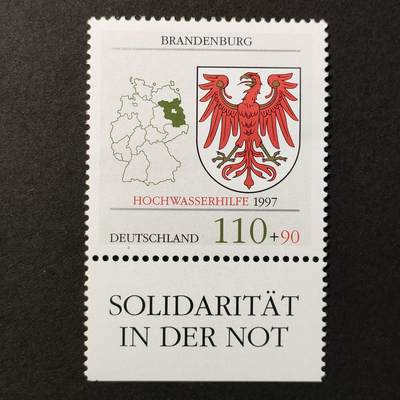 BRANDENBURG
HOCHWASSERHILFE 1997
DEUTSCHLAND 110+90
SOLIDARITÄT
IN DER NOT